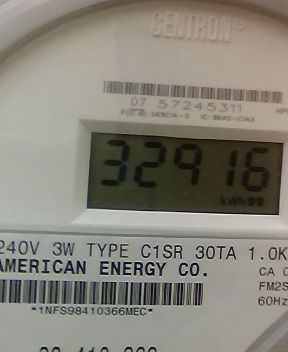 CENTRON®
07 57245311
32916
kWh
240V 3W TYPE C1SR 30TA 1.0K
AMERICAN ENERGY CO.
CA
FM2S
60Hz
*1NFS98410366MEC*